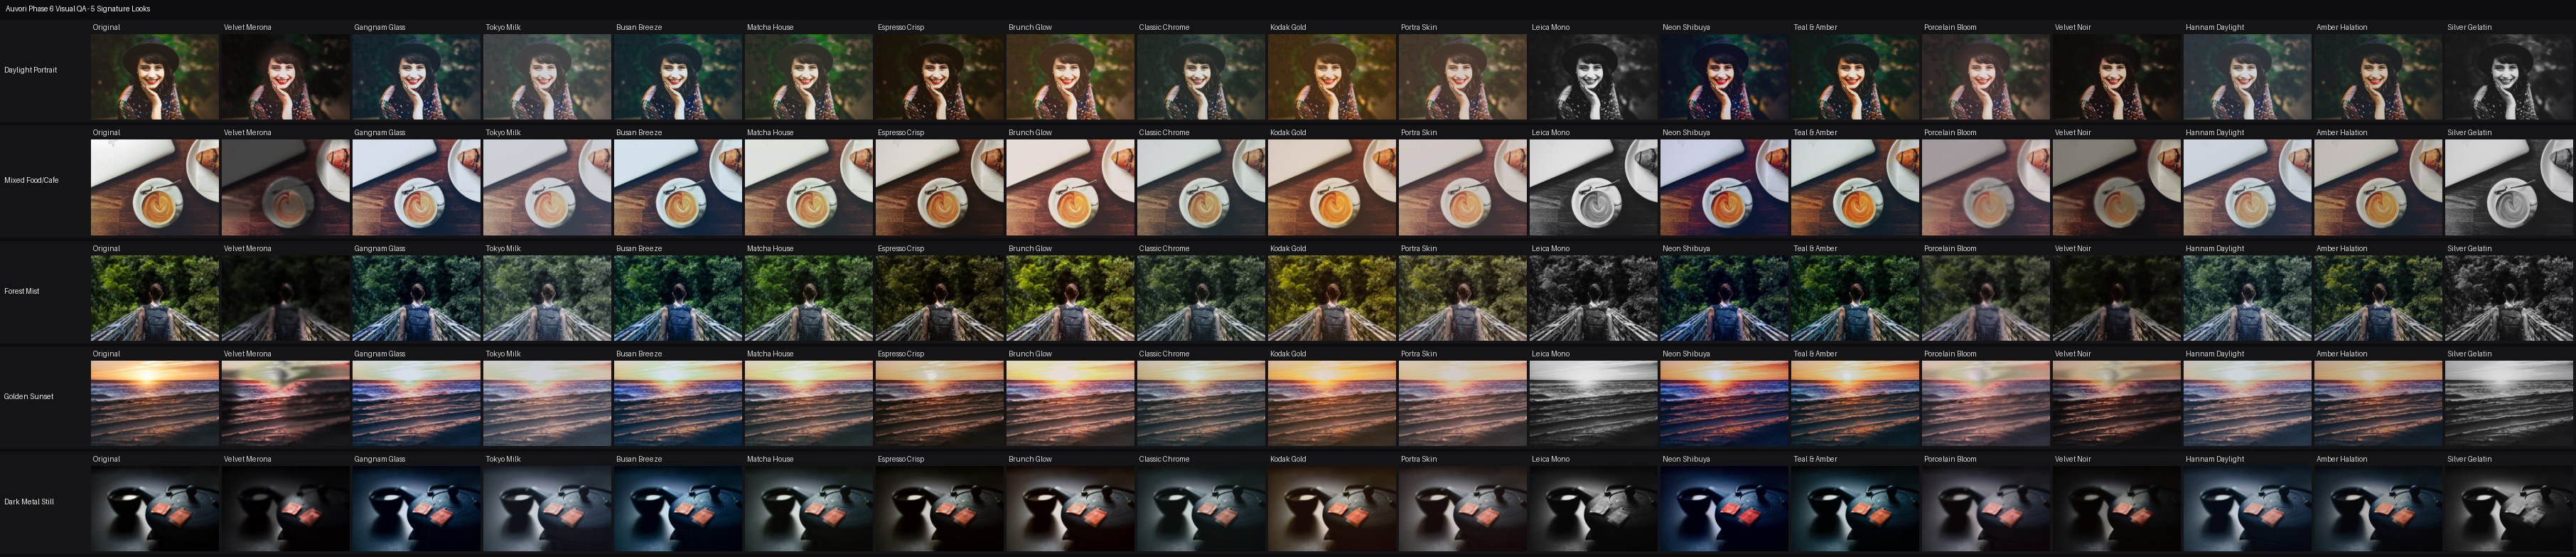 Auvori Phase 6 Visual QA - 5 Signature Looks
Original Velvet Merona Gangnam Glass Tokyo Milk Busan Breeze Matcha House Espresso Crisp Brunch Glow Classic Chrome Kodak Gold Portra Skin Leica Mono Neon Shibuya Teal & Amber Porcelain Bloom Velvet Noir Hannam Daylight Amber Halation Silver Gelatin
Daylight Portrait
Original Velvet Merona Gangnam Glass Tokyo Milk Busan Breeze Matcha House Espresso Crisp Brunch Glow Classic Chrome Kodak Gold Portra Skin Leica Mono Neon Shibuya Teal & Amber Porcelain Bloom Velvet Noir Hannam Daylight Amber Halation Silver Gelatin
Mixed Food/Cafe
Original Velvet Merona Gangnam Glass Tokyo Milk Busan Breeze Matcha House Espresso Crisp Brunch Glow Classic Chrome Kodak Gold Portra Skin Leica Mono Neon Shibuya Teal & Amber Porcelain Bloom Velvet Noir Hannam Daylight Amber Halation Silver Gelatin
Forest Mist
Original Velvet Merona Gangnam Glass Tokyo Milk Busan Breeze Matcha House Espresso Crisp Brunch Glow Classic Chrome Kodak Gold Portra Skin Leica Mono Neon Shibuya Teal & Amber Porcelain Bloom Velvet Noir Hannam Daylight Amber Halation Silver Gelatin
Golden Sunset
Original Velvet Merona Gangnam Glass Tokyo Milk Busan Breeze Matcha House Espresso Crisp Brunch Glow Classic Chrome Kodak Gold Portra Skin Leica Mono Neon Shibuya Teal & Amber Porcelain Bloom Velvet Noir Hannam Daylight Amber Halation Silver Gelatin
Dark Metal Still